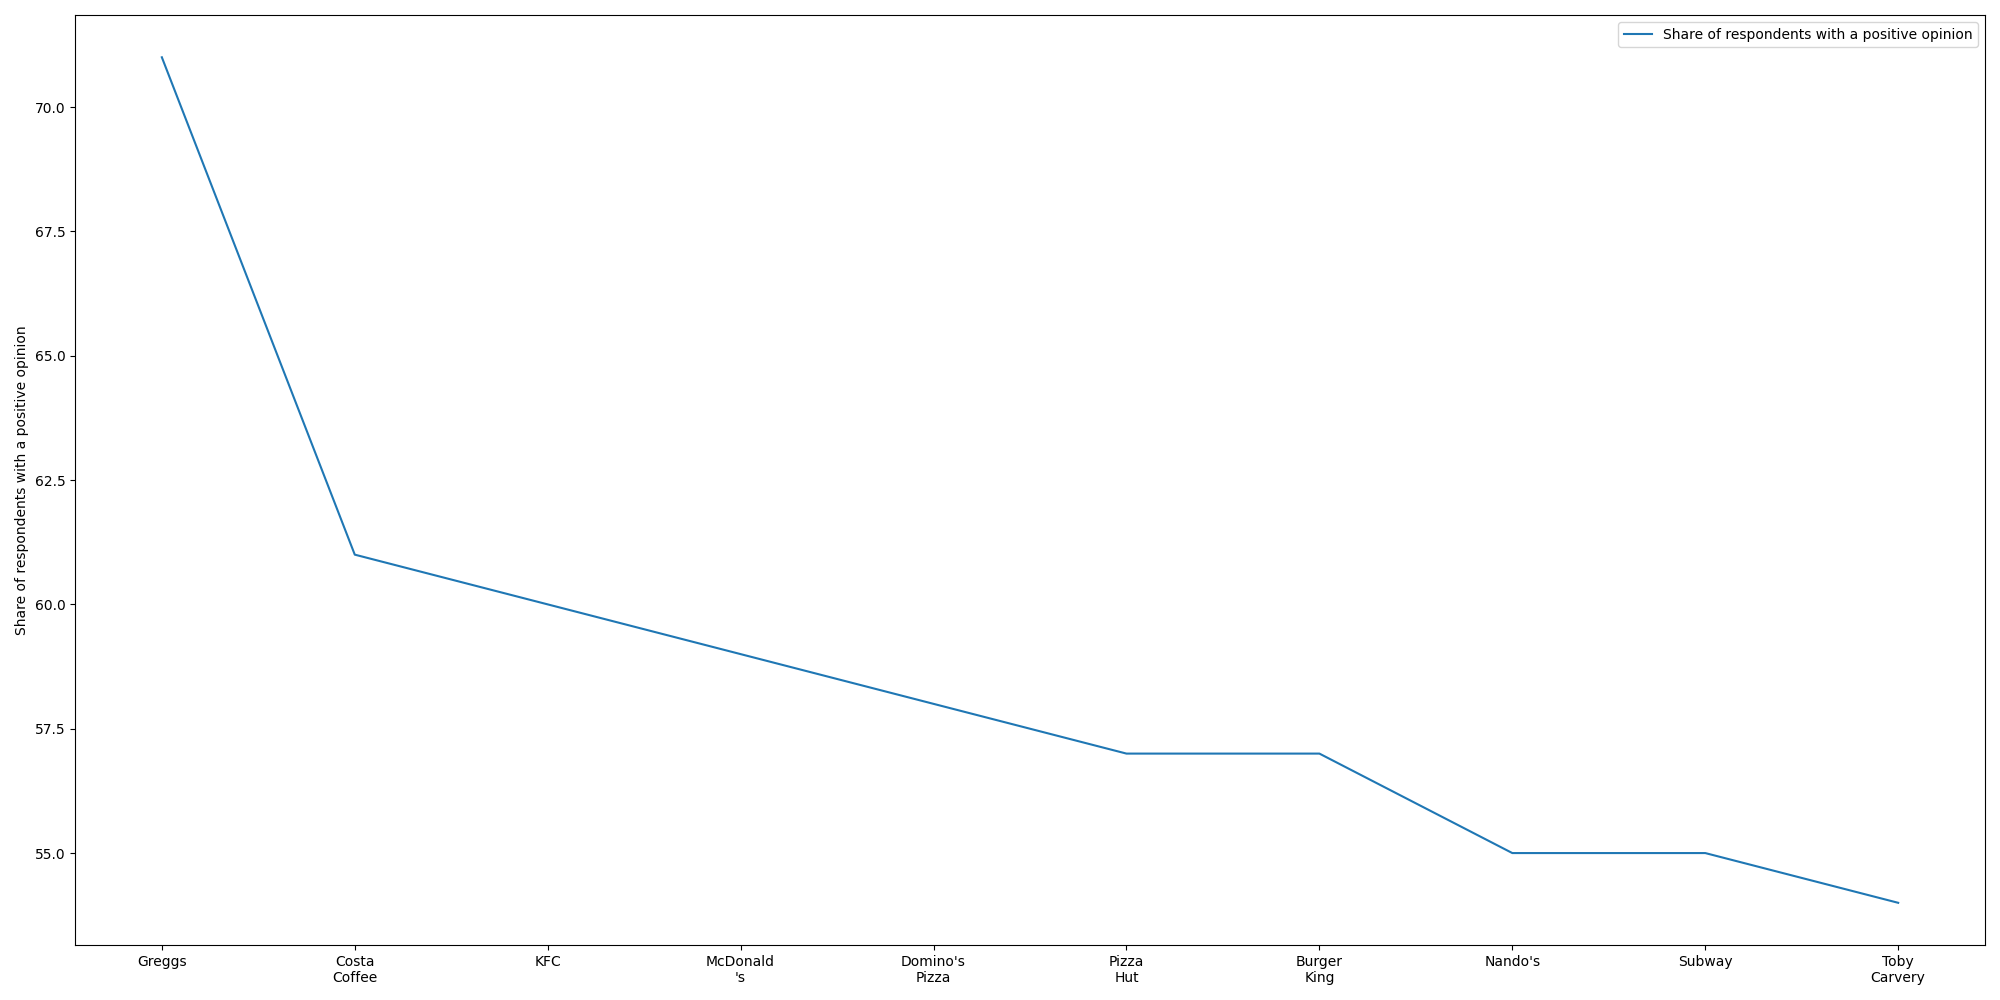 Share of respondents with a positive opinion
Share of respondents with a positive opinion
70.0
67.5
65.0
62.5
60.0
57.5
55.0
Greggs
Costa
Coffee
KFC
McDonald
's
Domino's
Pizza
Pizza
Hut
Burger
King
Nando's
Subway
Toby
Carvery